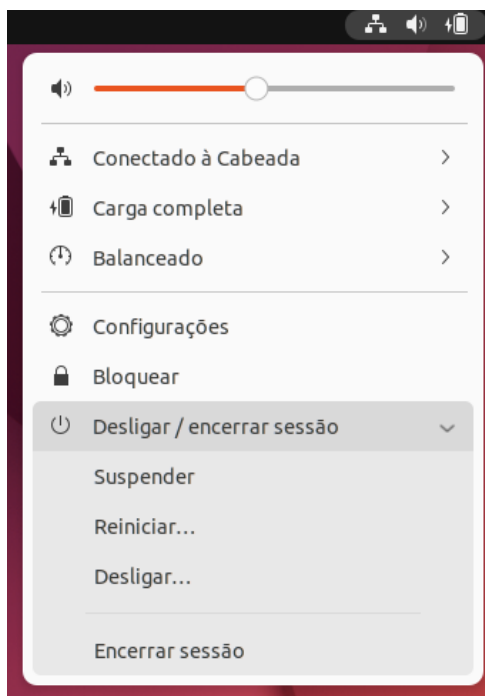 Conectado à Cabeada
Carga completa
Balanceado
Configurações
Bloquear
Desligar / encerrar sessão
Suspender
Reiniciar...
Desligar...
Encerrar sessão